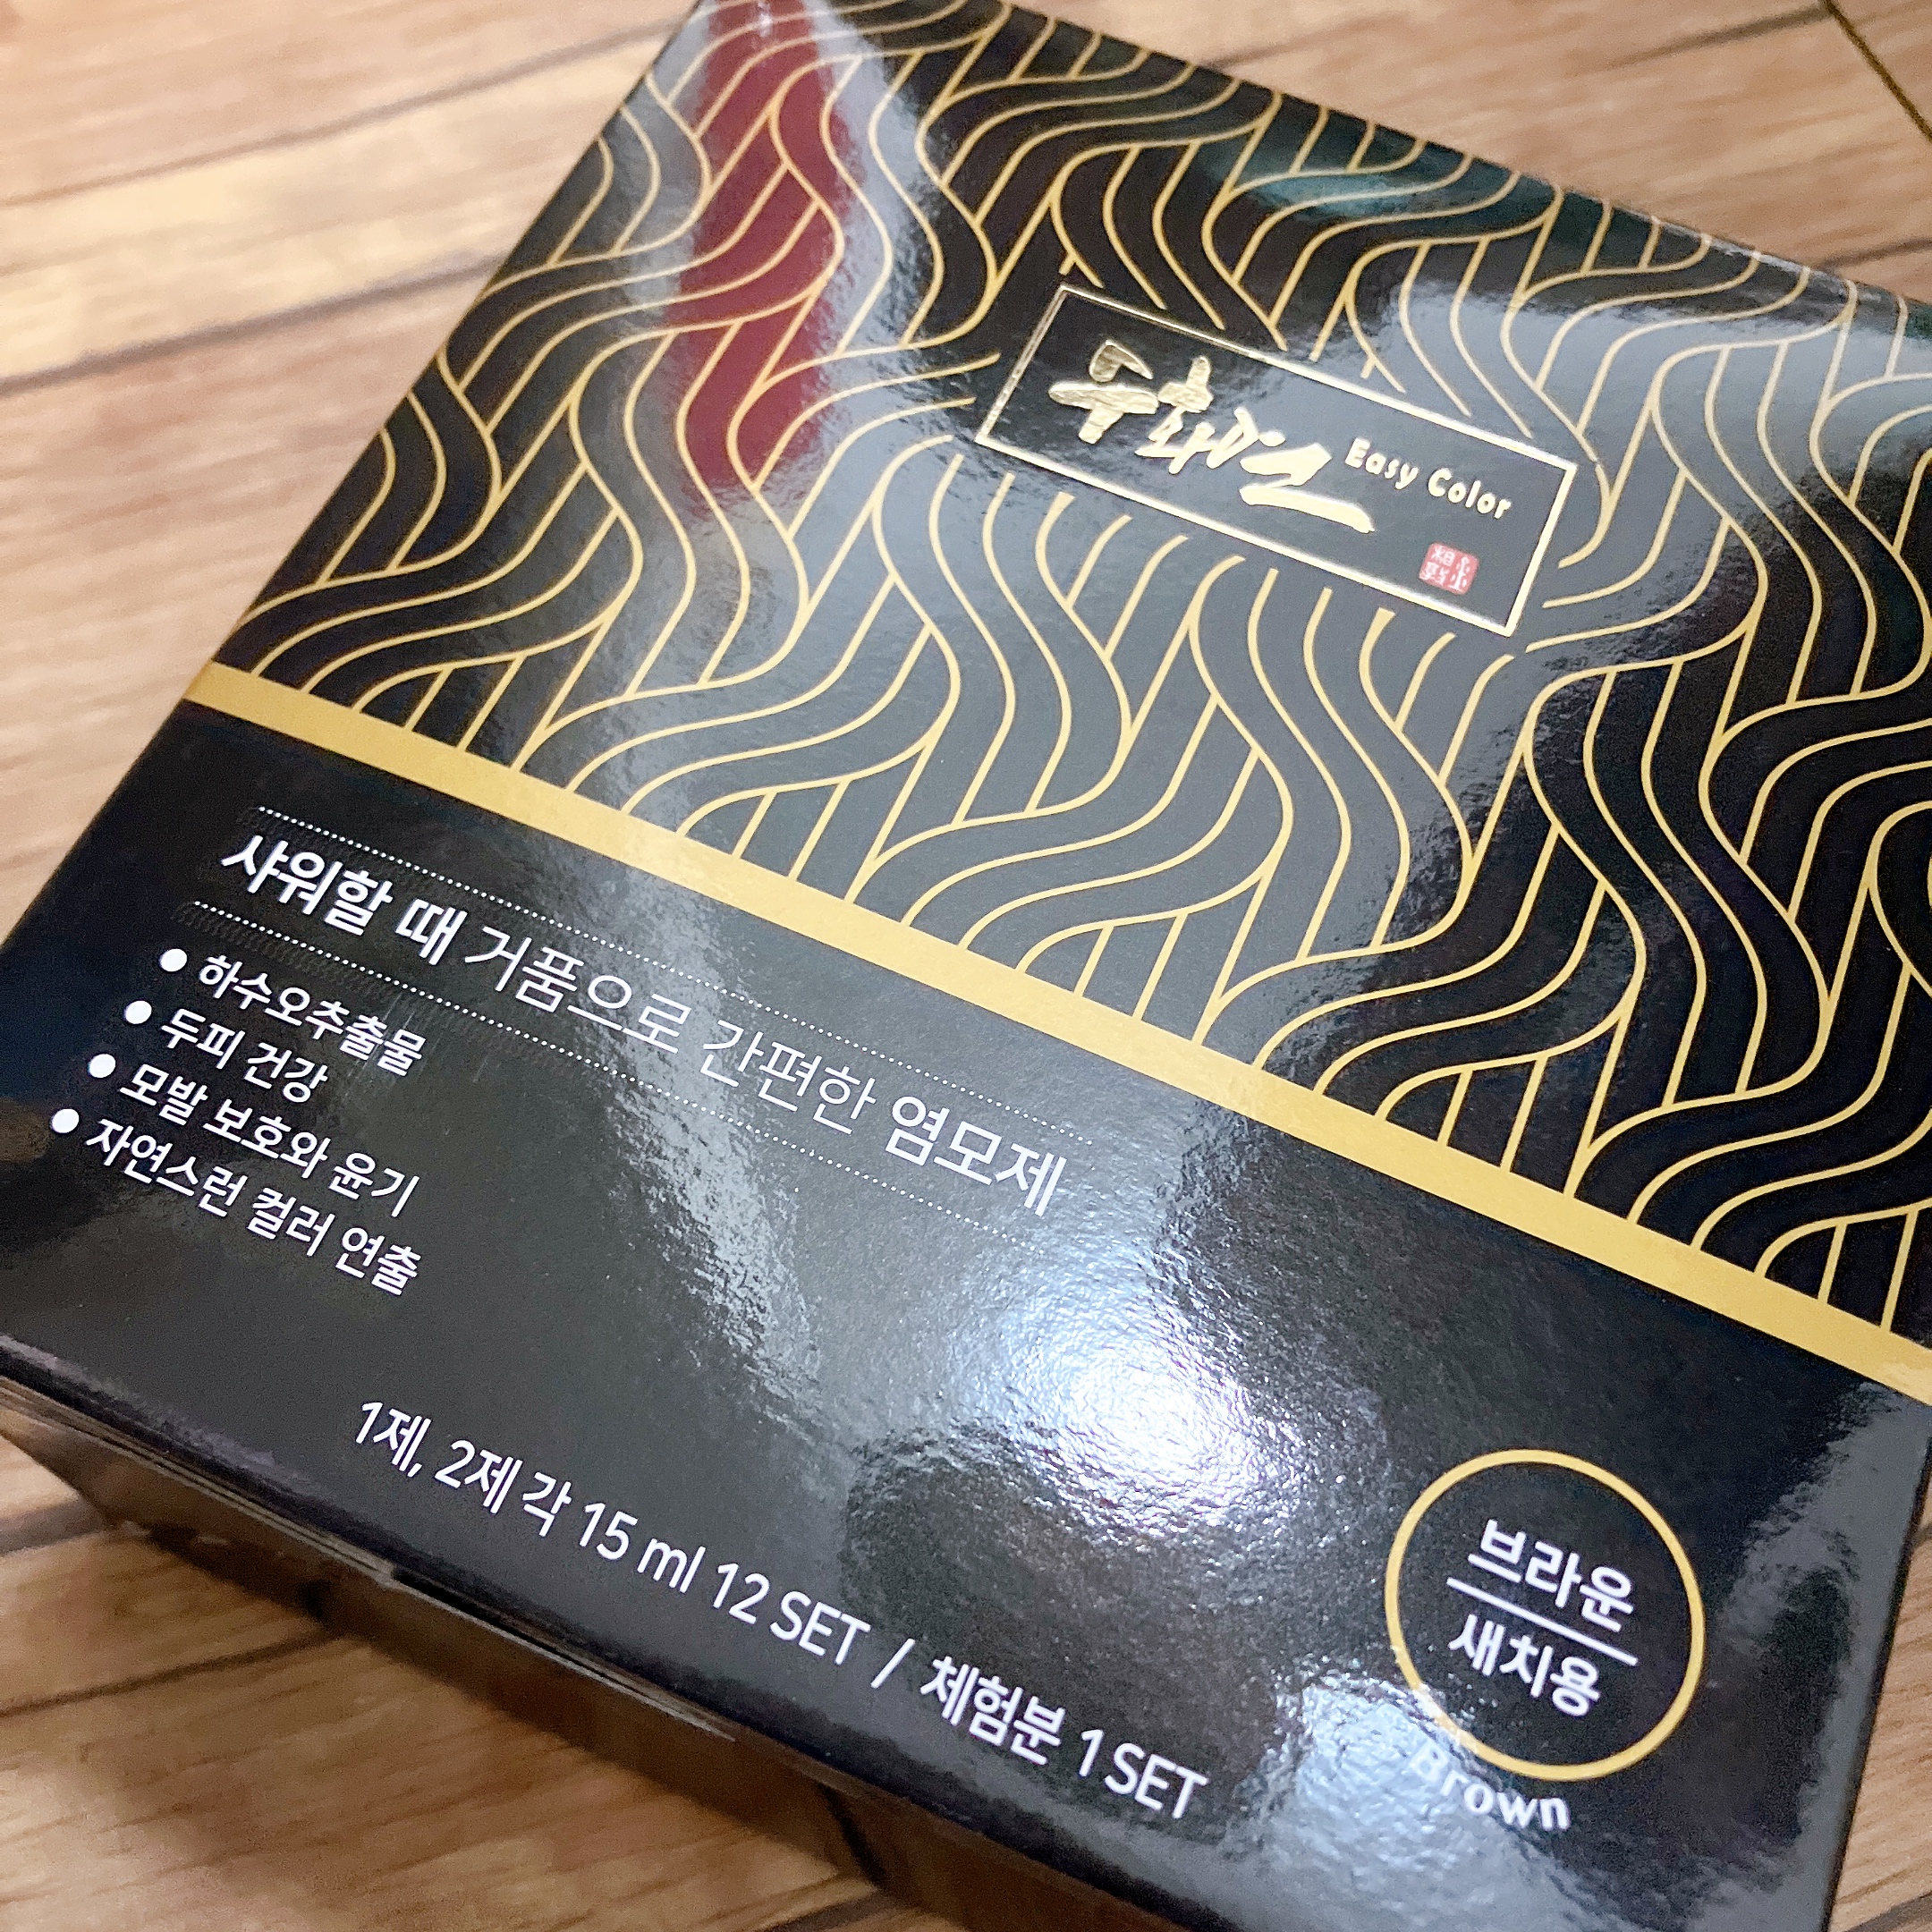 Easy Color
샤워할 때 거품으로 간편한 염모제
● 하수오추출물
● 두피 건강
● 모발 보호와 윤기
● 자연스런 컬러 연출
1제, 2제 각 15 ml 12 SET / 체험분 1 SET
브라운
새치용
Brown